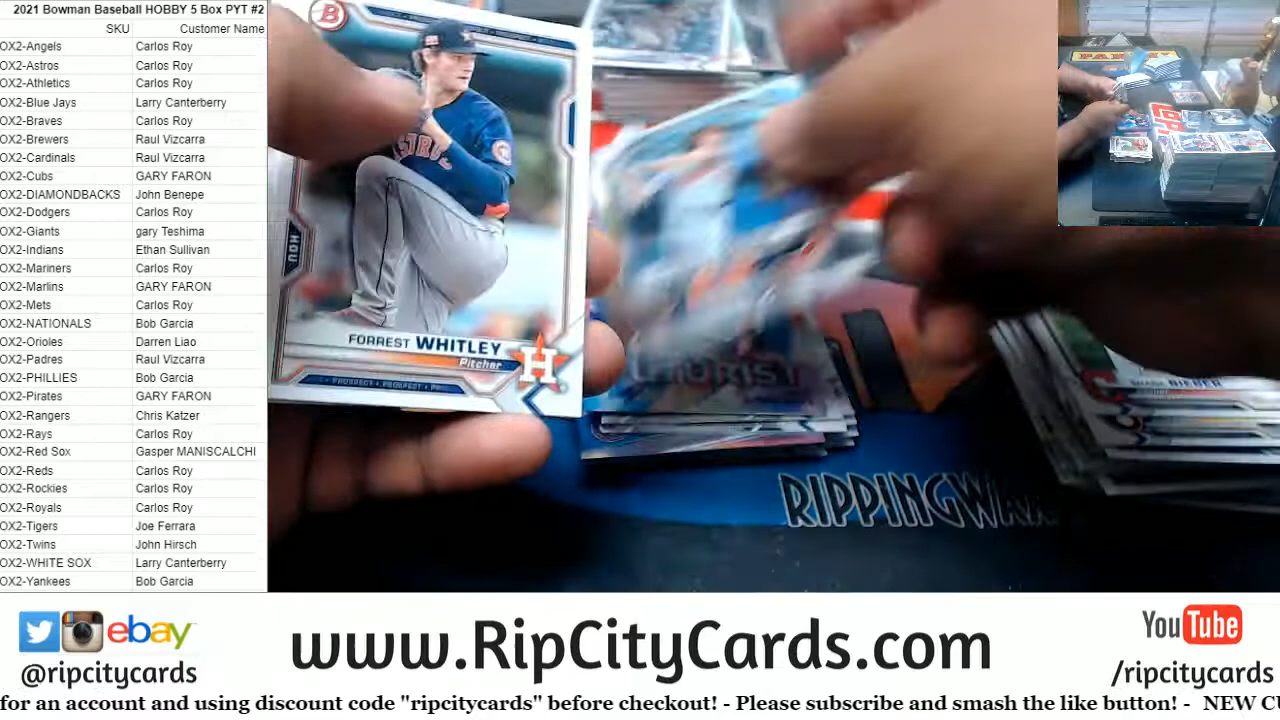 2021 Bowman Baseball HOBBY 5 Box PYT #2
SKU Customer Name
OX2-Angels Carlos Roy
OX2-Astros Carlos Roy
OX2-Athletics Carlos Roy
OX2-Blue Jays Larry Canterberry
OX2-Braves Carlos Roy
OX2-Brewers Raul Vizcarra
OX2-Cardinals Raul Vizcarra
OX2-Cubs GARY FARON
OX2-DIAMONDBACKS John Benepe
OX2-Dodgers Carlos Roy
OX2-Giants gary Teshima
OX2-Indians Ethan Sullivan
OX2-Mariners Carlos Roy
OX2-Marlins GARY FARON
OX2-Mets Carlos Roy
OX2-NATIONALS Bob Garcia
OX2-Orioles Darren Liao
OX2-Padres Raul Vizcarra
OX2-PHILLIES Bob Garcia
OX2-Pirates GARY FARON
OX2-Rangers Chris Katzer
OX2-Rays Carlos Roy
OX2-Red Sox Gasper MANISCALCHI
OX2-Reds Carlos Roy
OX2-Rockies Carlos Roy
OX2-Royals Carlos Roy
OX2-Tigers Joe Ferrara
OX2-Twins John Hirsch
OX2-WHITE SOX Larry Canterberry
OX2-Yankees Bob Garcia
B
HOU
FORREST WHITLEY
Pitcher
PROSPECT • PROSPECT
H
BIEBER
RIPPINGWA
ebay
@ripcitycards
www.RipCityCards.com
YouTube
/ripcitycards
for an account and using discount code "ripcitycards" before checkout! - Please subscribe and smash the like button! - NEW CU